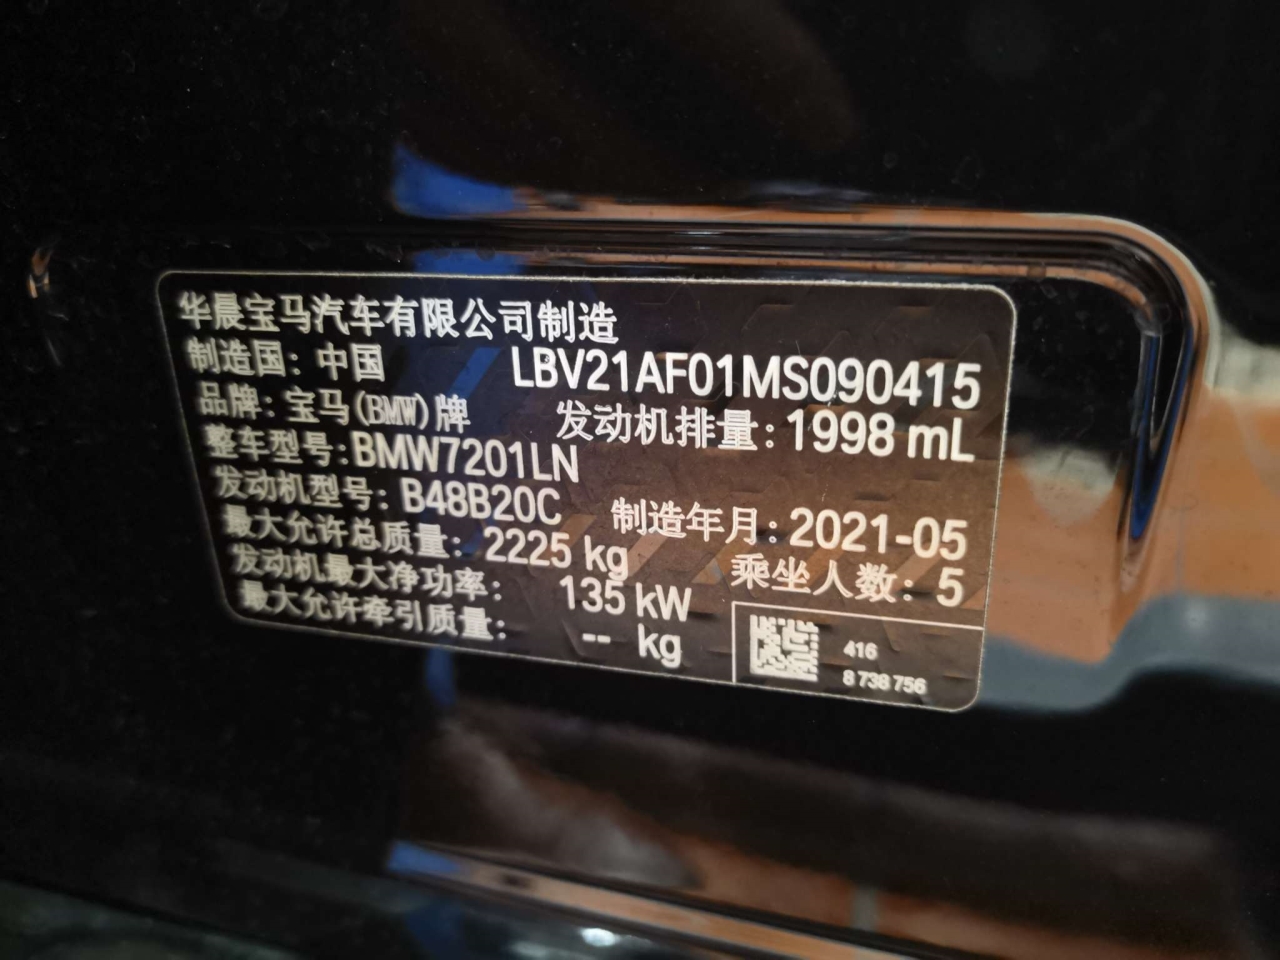 华晨宝马汽车有限公司制造
制造国：中国 LBV21AF01MS090415
品牌：宝马(BMW)牌 发动机排量：1998 mL
整车型号：BMW7201LN
发动机型号：B48B20C 制造年月：2021-05
最大允许总质量：2225 kg 乘坐人数：5
发动机最大净功率：135 kW
最大允许牵引质量：-- kg
416
8 738 756